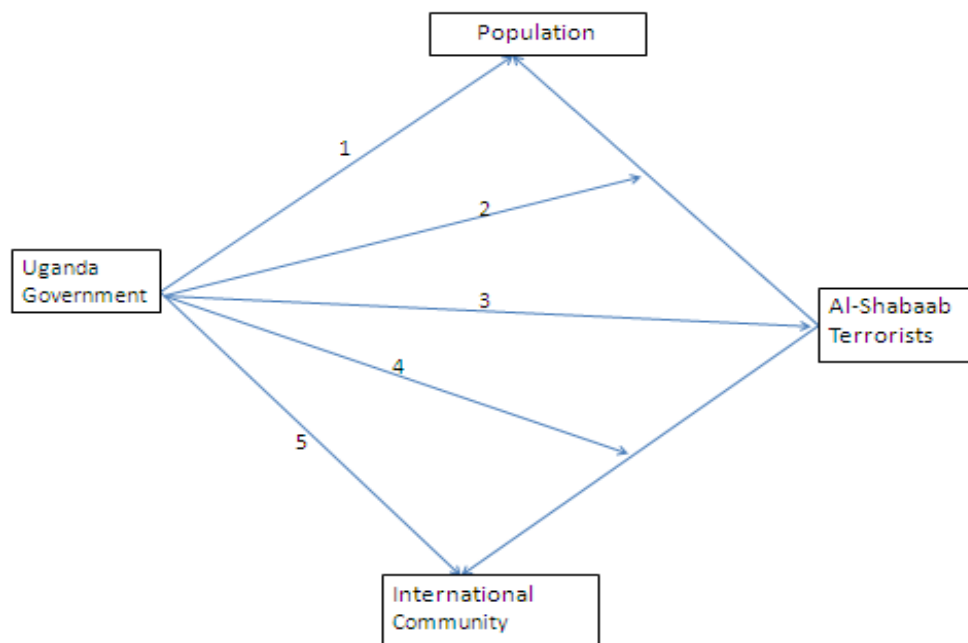 Population
1
2
Uganda
Government
3
Al-Shabaab
Terrorists
4
5
International
Community